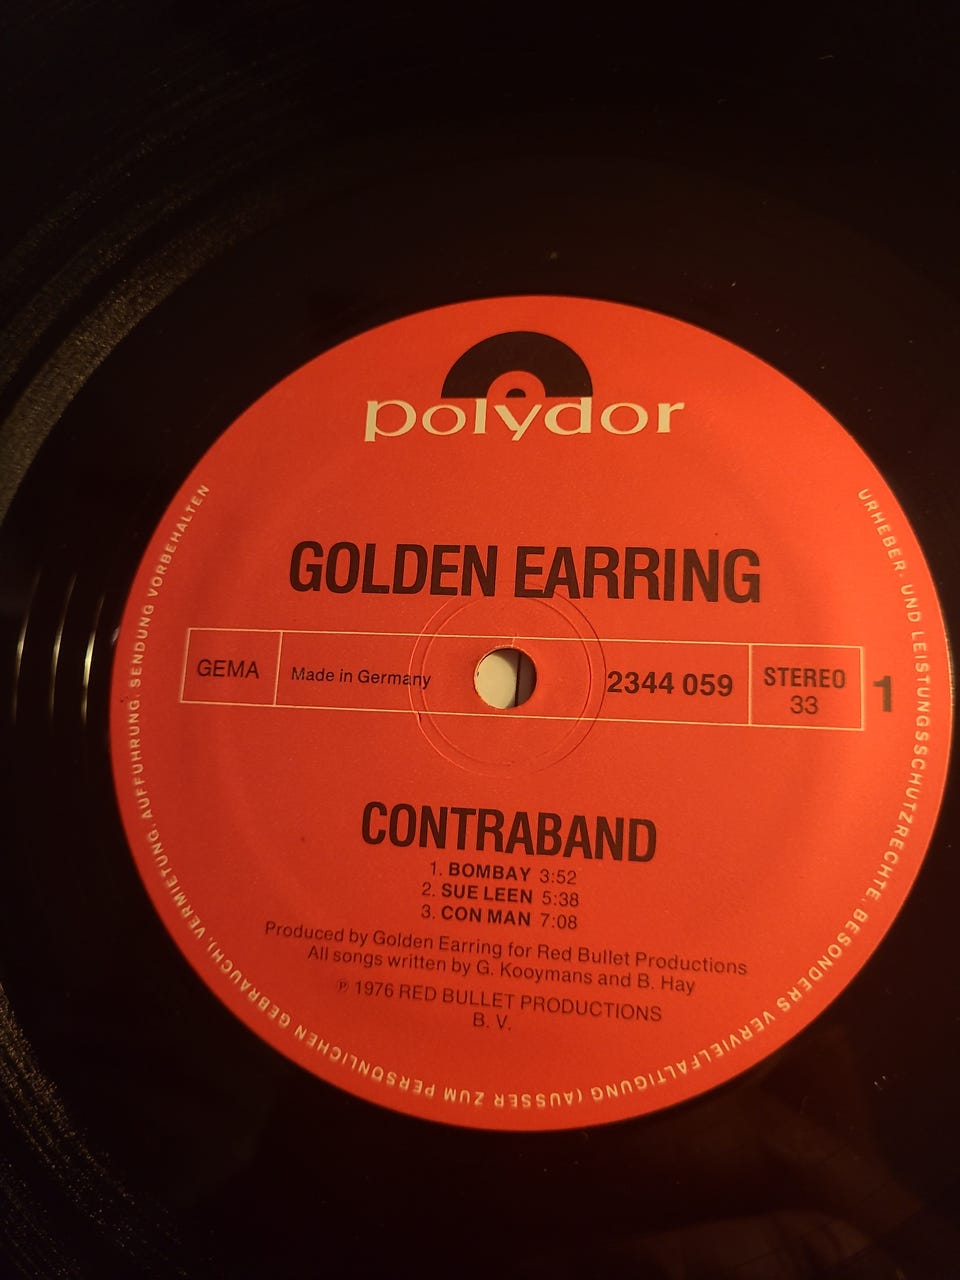 polydor
GOLDEN EARRING
GEMA
Made in Germany
2344 059
STEREO
33
1
CONTRABAND
1. BOMBAY 3:52
2. SUE LEEN 5:38
3. CON MAN 7:08
Produced by Golden Earring for Red Bullet Productions
All songs written by G. Kooymans and B. Hay
℗ 1976 RED BULLET PRODUCTIONS
B. V.
URHEBER- UND LEISTUNGSSCHUTZRECHTE, BESONDERS VERVIELFÄLTIGUNG (AUSSER ZUM PERSÖNLICHEN GEBRAUCH), VERMIETUNG, AUFFÜHRUNG, SENDUNG VORBEHALTEN